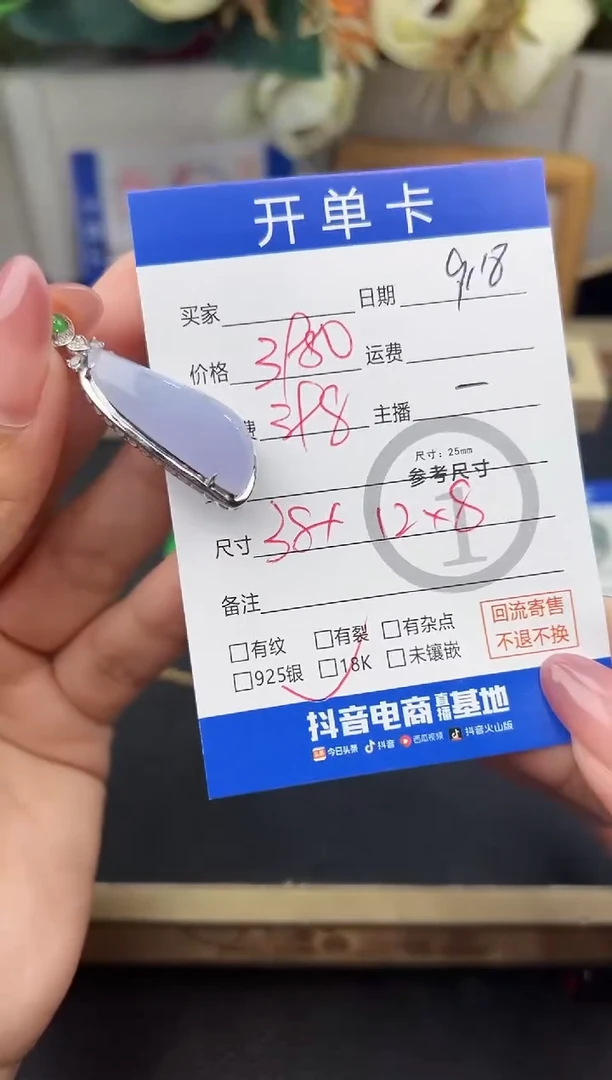 开单卡
买家 日期 9.18
价格 运费
费 主播 一
尺寸：25mm
参考尺寸
1
尺寸 38+ 12×8
备注
□有纹 □有裂 □有杂点
□925银 □18K □未镶嵌
回流寄售
不退不换
抖音电商直播基地
今日头条 抖音 西瓜视频 抖音火山版